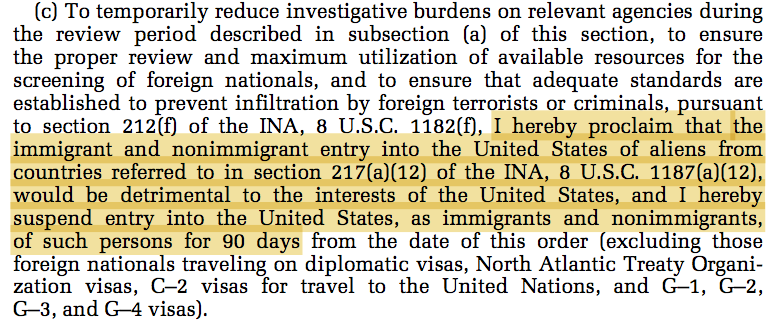 (c) To temporarily reduce investigative burdens on relevant agencies during
the review period described in subsection (a) of this section, to ensure
the proper review and maximum utilization of available resources for the
screening of foreign nationals, and to ensure that adequate standards are
established to prevent infiltration by foreign terrorists or criminals, pursuant
to section 212(f) of the INA, 8 U.S.C. 1182(f), I hereby proclaim that the
immigrant and nonimmigrant entry into the United States of aliens from
countries referred to in section 217(a)(12) of the INA, 8 U.S.C. 1187(a)(12),
would be detrimental to the interests of the United States, and I hereby
suspend entry into the United States, as immigrants and nonimmigrants,
of such persons for 90 days from the date of this order (excluding those
foreign nationals traveling on diplomatic visas, North Atlantic Treaty Organi-
zation visas, C–2 visas for travel to the United Nations, and G–1, G–2,
G–3, and G–4 visas).